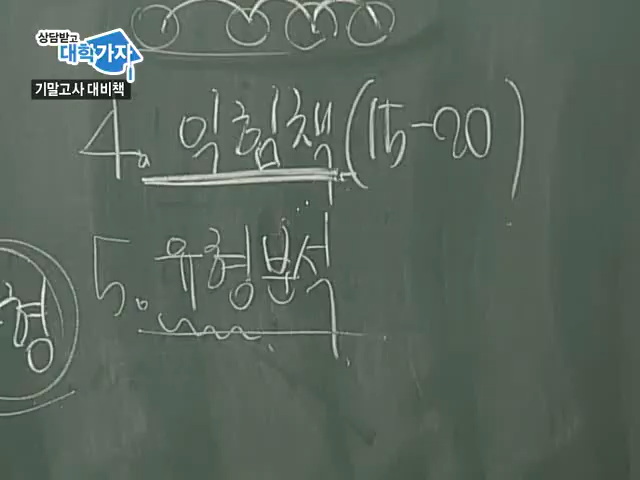 상담받고
대학가자
기말고사 대비책
4. 익힘책 (15-20)
5. 유형분석
형